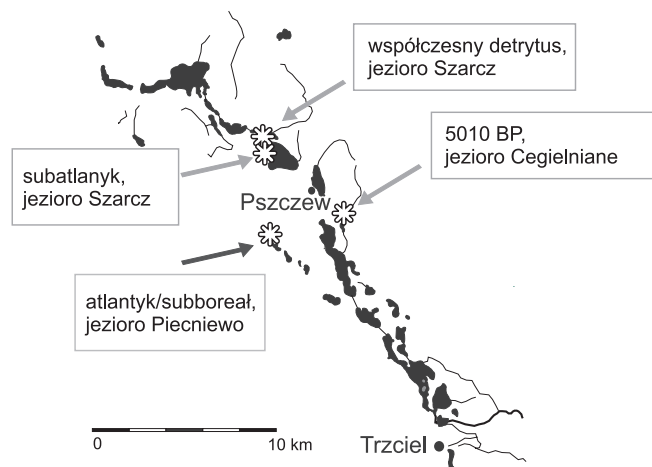 współczesny detrytus,
jezioro Szarcz
5010 BP,
jezioro Cegielniane
subatlanyk,
jezioro Szarcz
Pszczew
atlantyk/subboreał,
jezioro Piecniewo
0
10 km
Trzciel